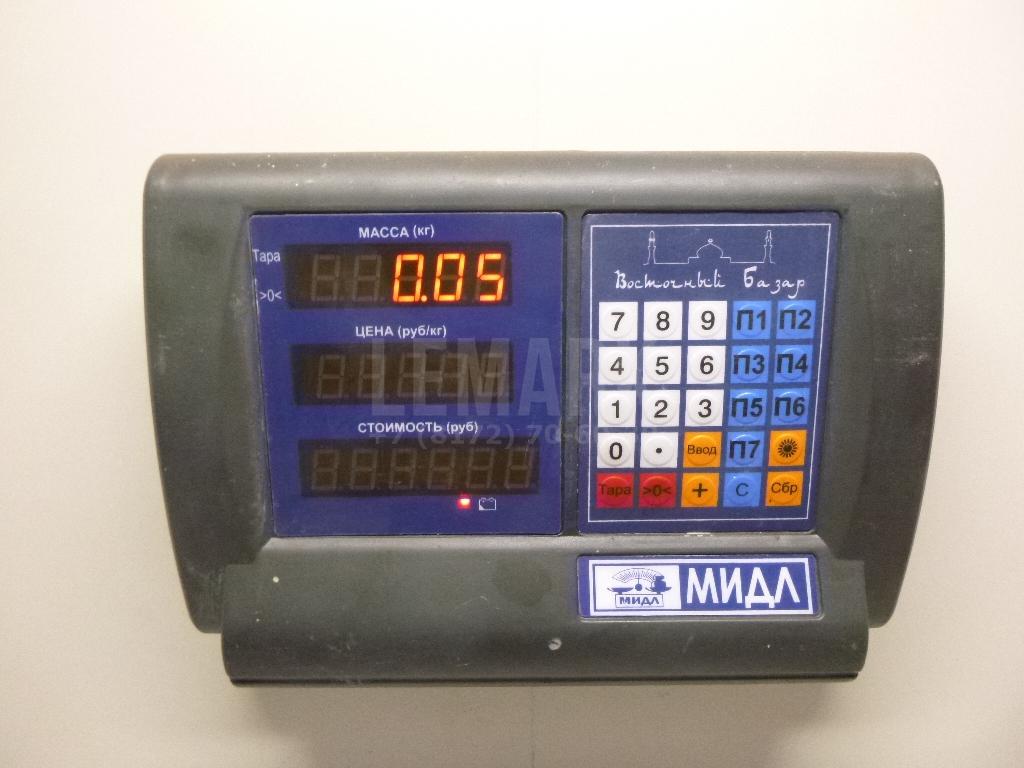 МАССА (кг)
Тара
0.05
>0<
ЦЕНА (руб/кг)
СТОИМОСТЬ (руб)
Восточный Базар
7 8 9 П1 П2
4 5 6 П3 П4
1 2 3 П5 П6
0 . Ввод П7
Тара >0< + С Сбр
МИДЛ МИДЛ